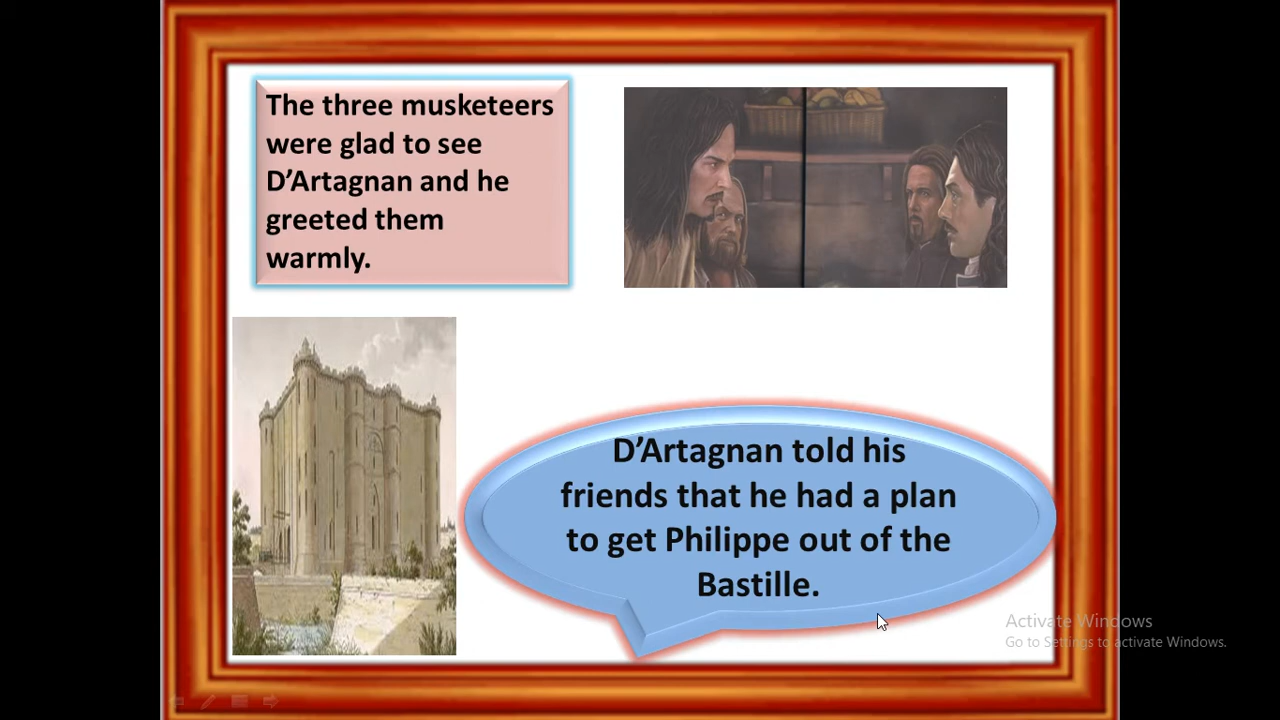 The three musketeers
were glad to see
D’Artagnan and he
greeted them
warmly.
D’Artagnan told his
friends that he had a plan
to get Philippe out of the
Bastille.
Activate Windows
Go to Settings to activate Windows.